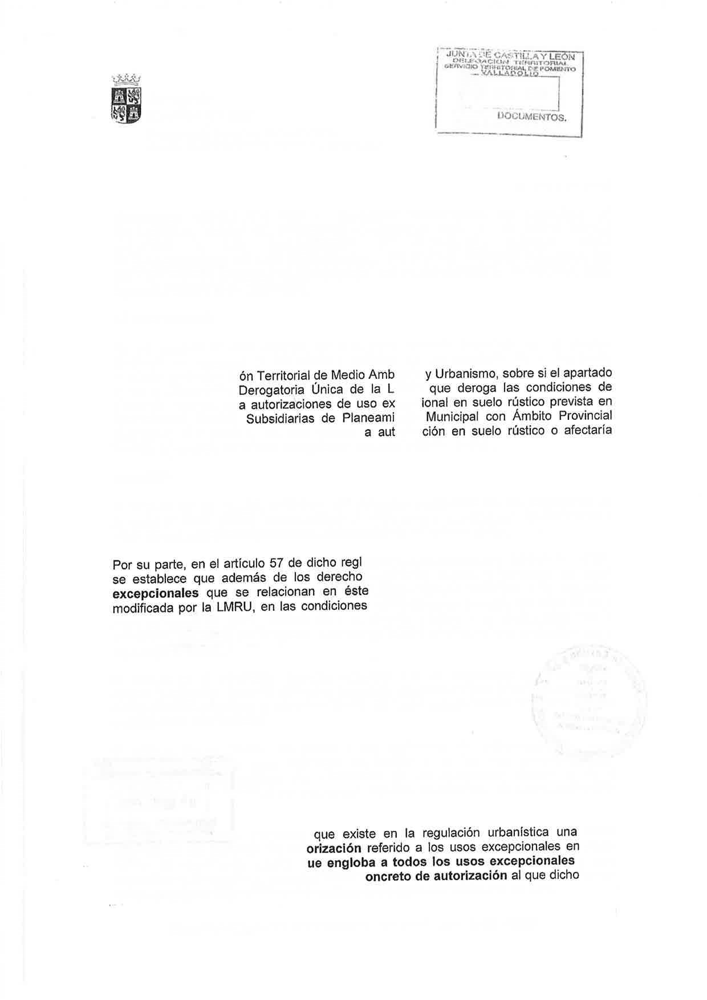 JUNTA DE CASTILLA Y LEÓN
DELEGACION TERRITORIAL
SERVICIO TERRITORIAL DE FOMENTO
VALLADOLID
DOCUMENTOS.
ón Territorial de Medio Amb y Urbanismo, sobre si el apartado
Derogatoria Única de la L que deroga las condiciones de
a autorizaciones de uso ex ional en suelo rústico prevista en
Subsidiarias de Planeami Municipal con Ámbito Provincial
a aut ción en suelo rústico o afectaría
Por su parte, en el artículo 57 de dicho regl
se establece que además de los derecho
excepcionales que se relacionan en éste
modificada por la LMRU, en las condiciones
que existe en la regulación urbanística una
orización referido a los usos excepcionales en
ue engloba a todos los usos excepcionales
oncreto de autorización al que dicho